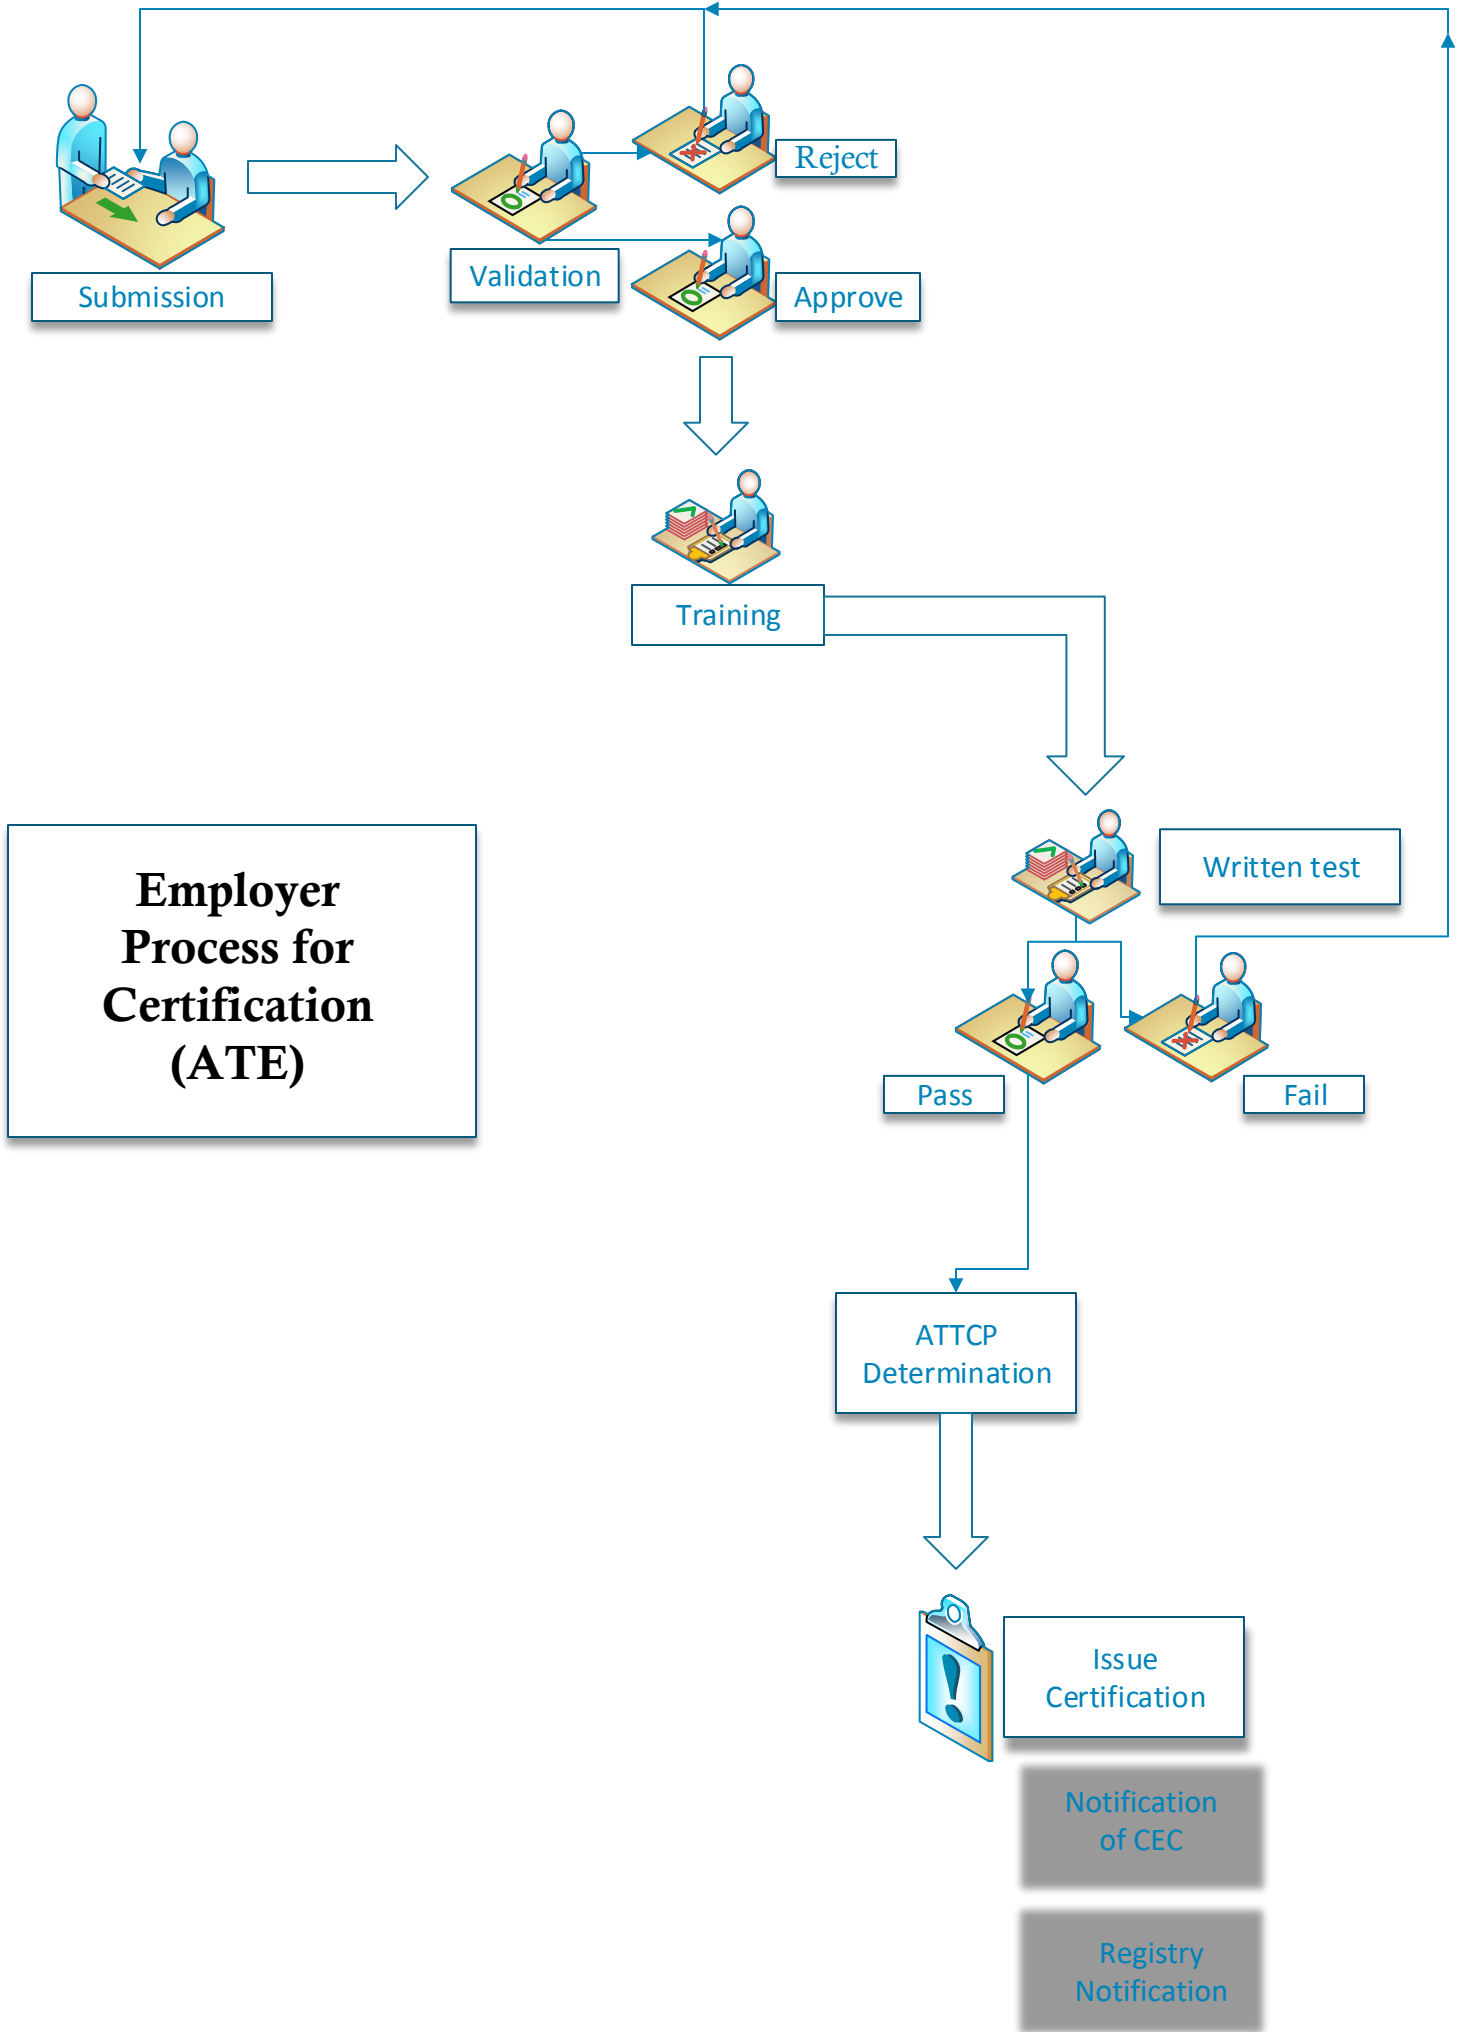 Reject
Validation
Submission
Approve
Training
Written test
Employer
Process for
Certification
(ATE)
Pass
Fail
ATTCP
Determination
Issue
Certification
Notification
of CEC
Registry
Notification